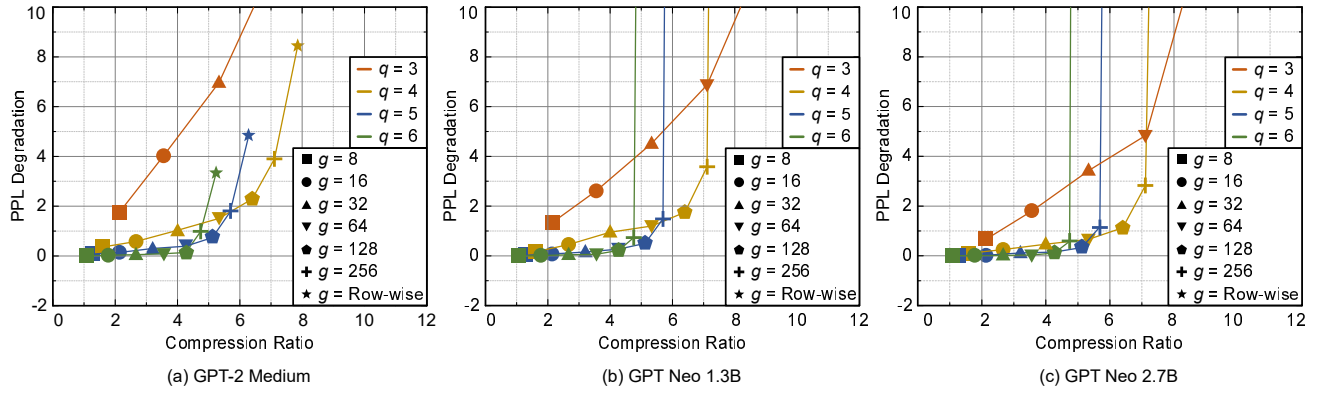 10
8
6
4
2
0
-2
PPL Degradation
0 2 4 6 8 10 12
Compression Ratio
q = 3
q = 4
q = 5
q = 6
g = 8
g = 16
g = 32
g = 64
g = 128
g = 256
g = Row-wise
(a) GPT-2 Medium
10
8
6
4
2
0
-2
PPL Degradation
0 2 4 6 8 10 12
Compression Ratio
q = 3
q = 4
q = 5
q = 6
g = 8
g = 16
g = 32
g = 64
g = 128
g = 256
g = Row-wise
(b) GPT Neo 1.3B
10
8
6
4
2
0
-2
PPL Degradation
0 2 4 6 8 10 12
Compression Ratio
q = 3
q = 4
q = 5
q = 6
g = 8
g = 16
g = 32
g = 64
g = 128
g = 256
g = Row-wise
(c) GPT Neo 2.7B